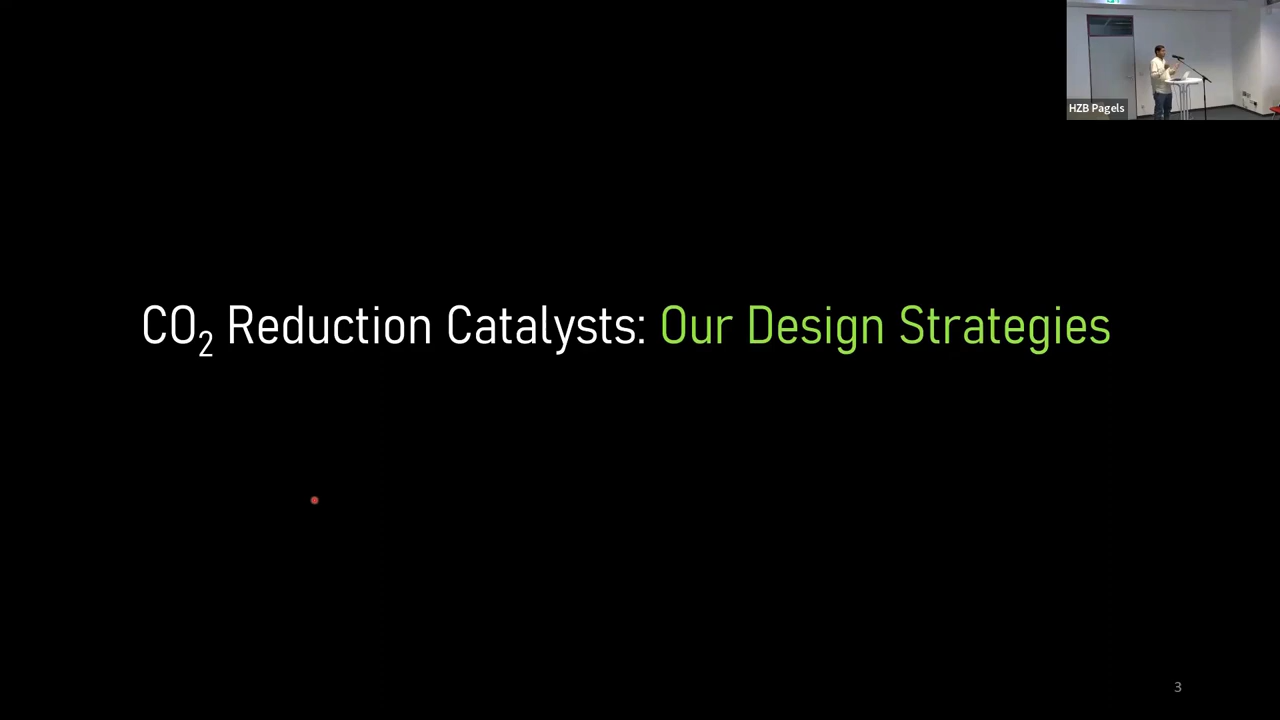 HZB Pagels
CO₂ Reduction Catalysts: Our Design Strategies
3